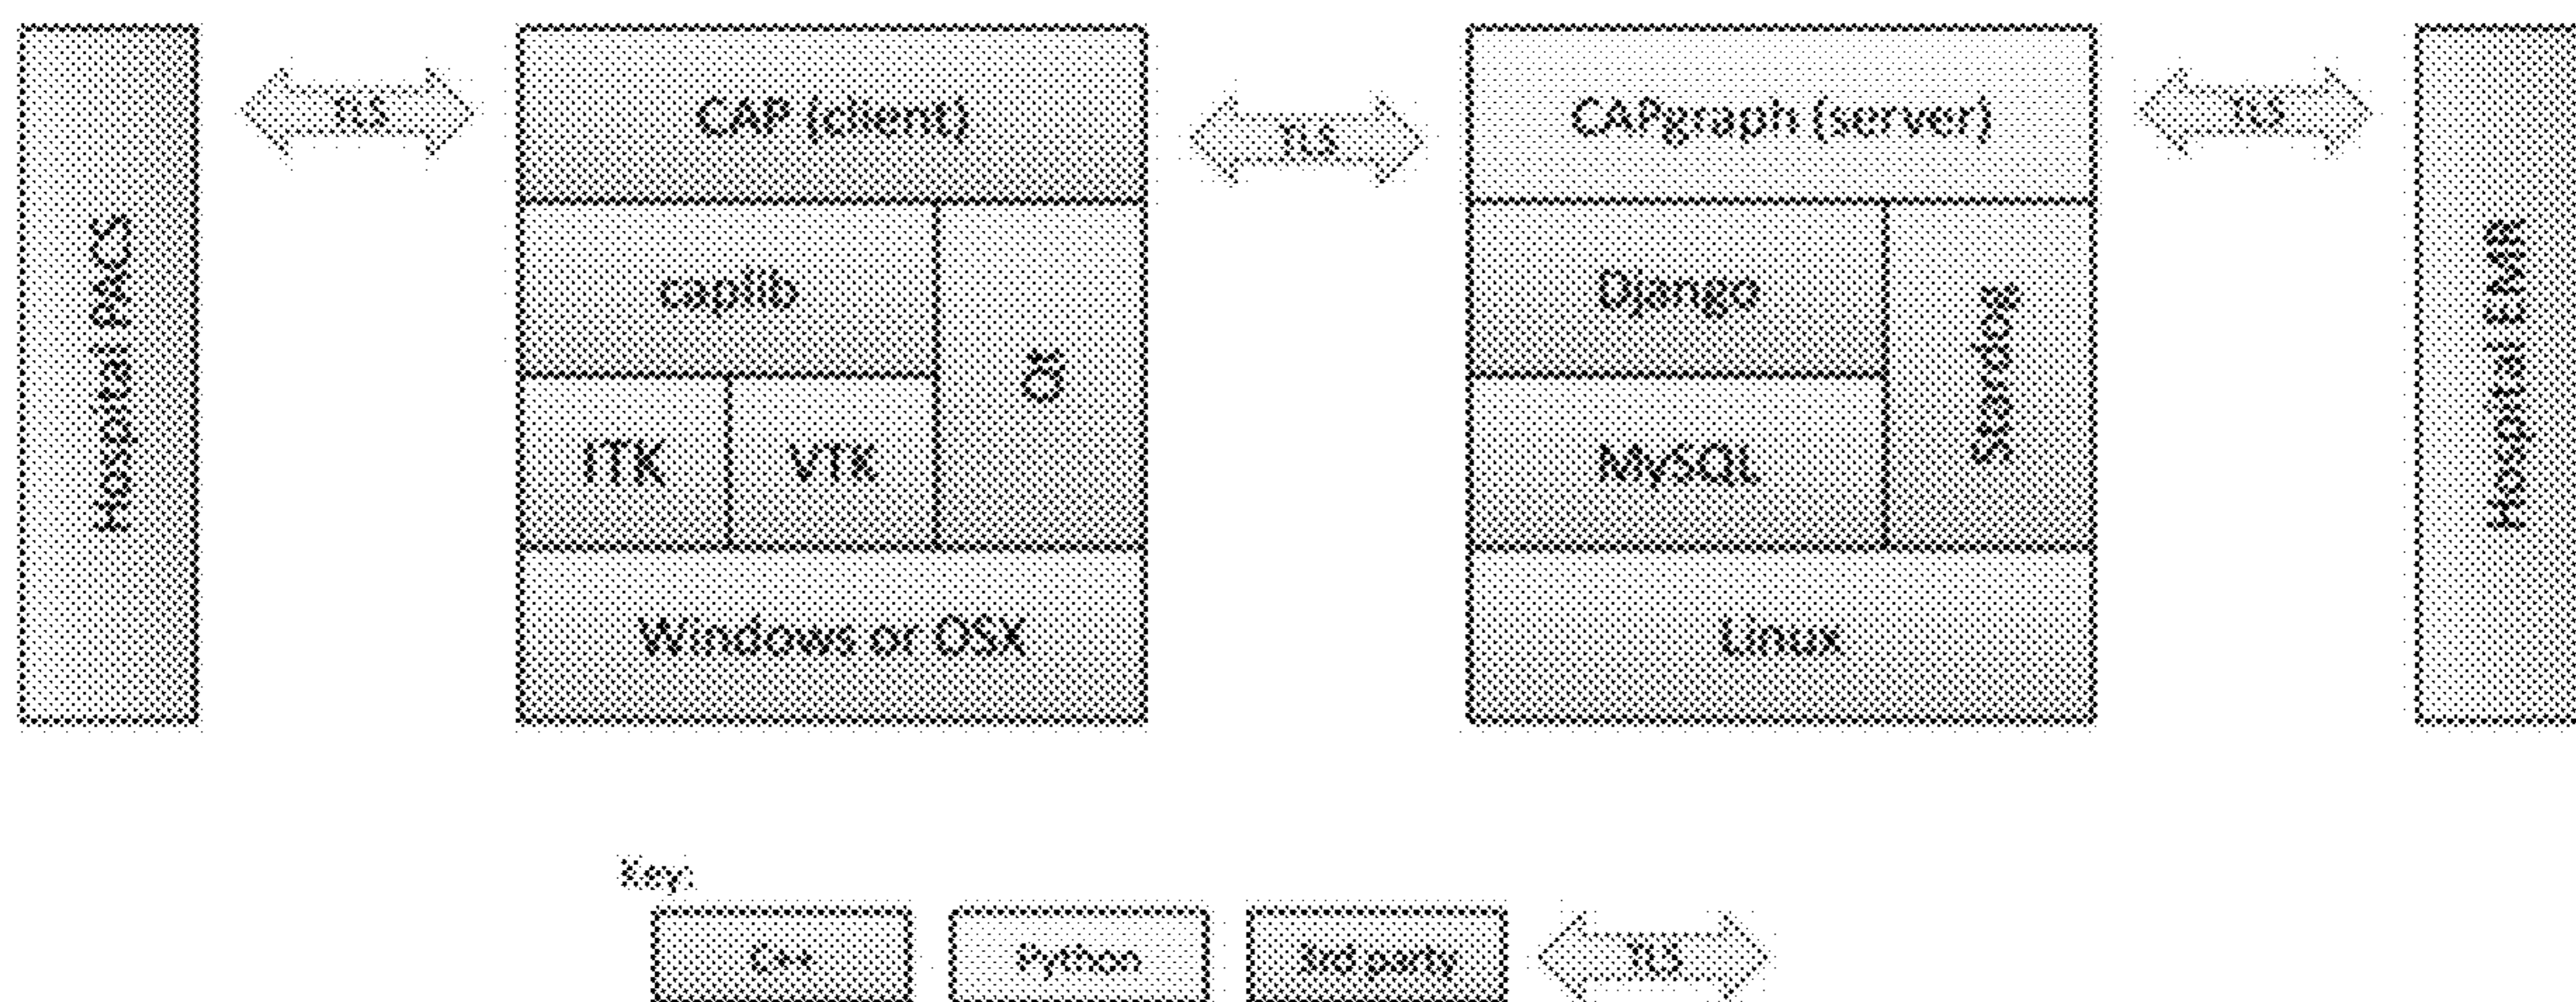 Hospital PACS
TLS
CAP (client)
caplib
Qt
ITK
VTK
Windows or OSX
TLS
CAPgraph (server)
Django
Stardog
MySQL
Linux
TLS
Hospital EMR
Key:
C++
Python
3rd party
TLS